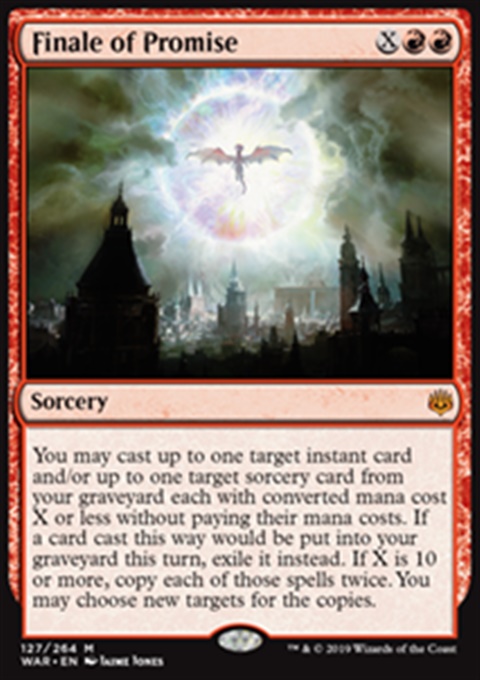 Finale of Promise X
Sorcery
You may cast up to one target instant card
and/or up to one target sorcery card from
your graveyard each with converted mana cost
X or less without paying their mana costs. If
a card cast this way would be put into your
graveyard this turn, exile it instead. If X is 10
or more, copy each of those spells twice. You
may choose new targets for the copies.
127/264 M
WAR • EN Jaime Jones
™ & © 2019 Wizards of the Coast